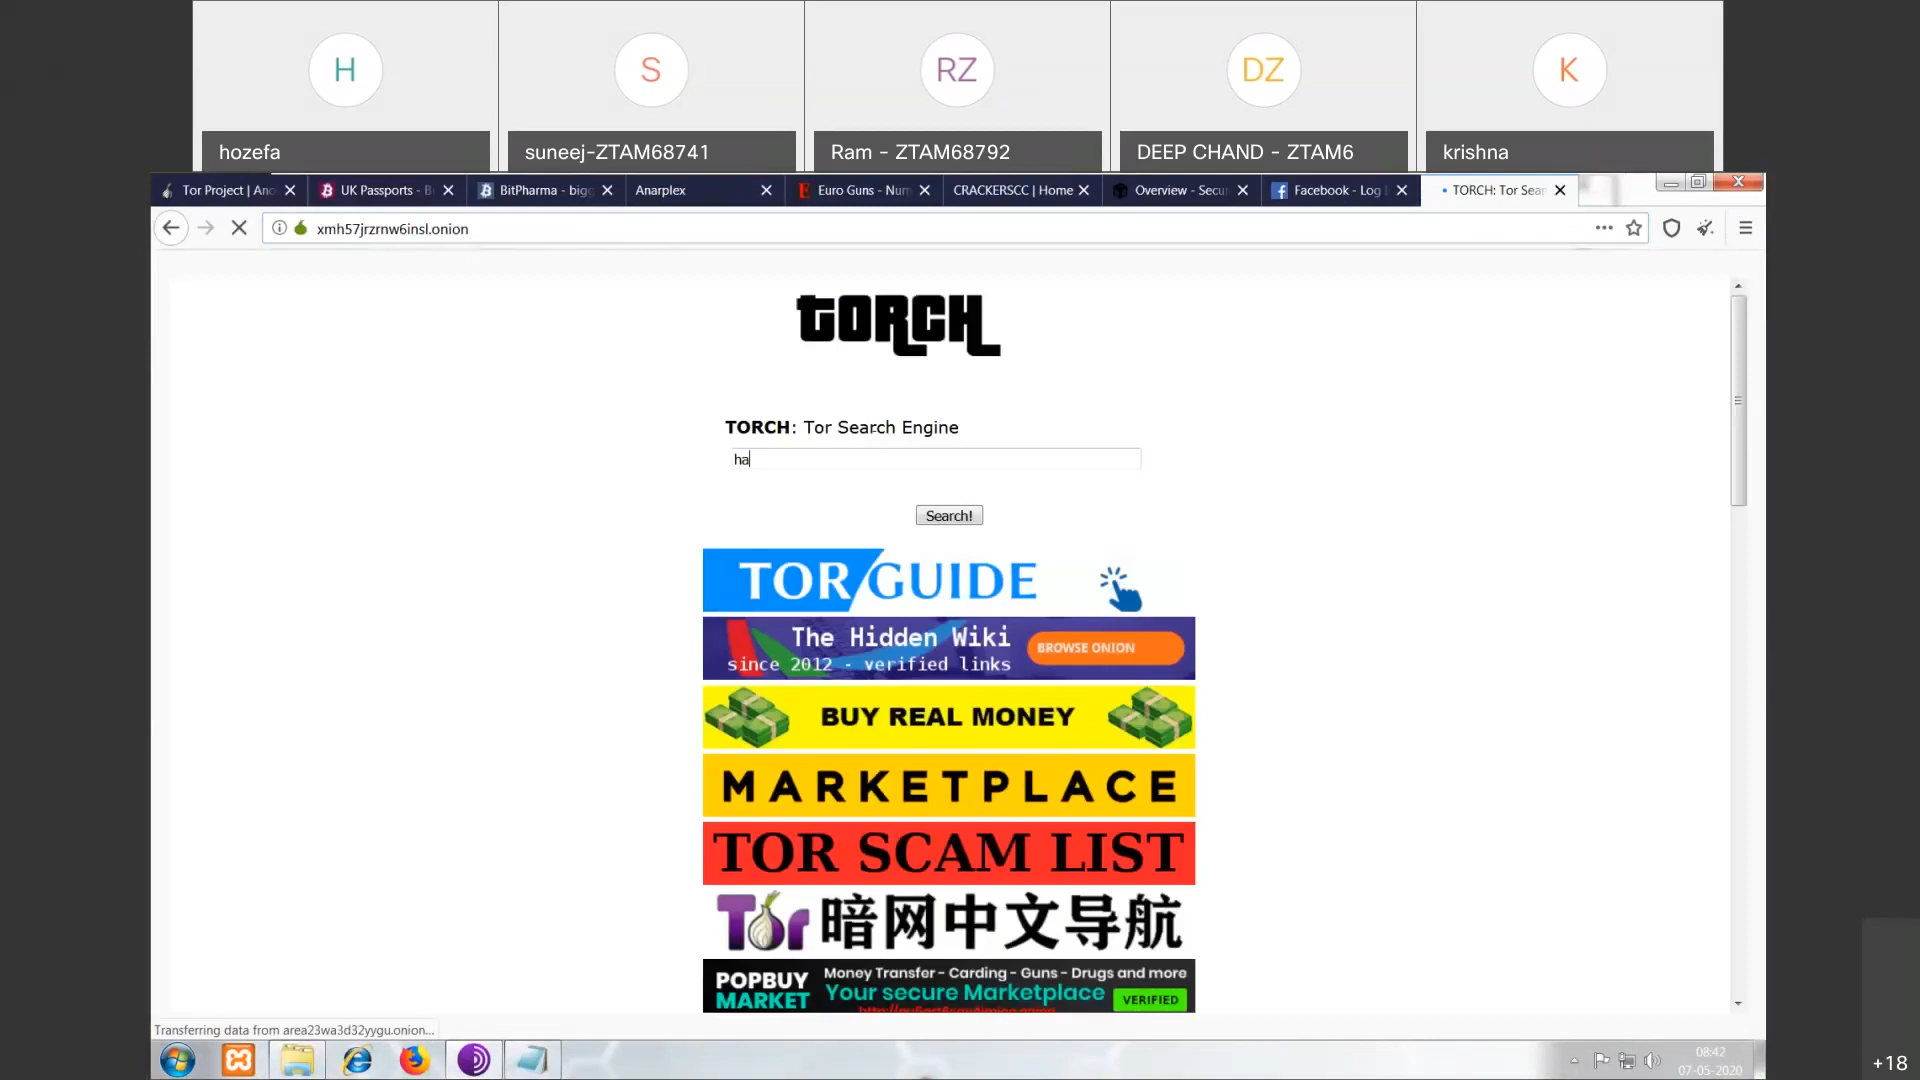 H
S
RZ
DZ
K
hozefa
suneej-ZTAM68741
Ram - ZTAM68792
DEEP CHAND - ZTAM6
krishna
Tor Project | Ano
UK Passports - B
BitPharma - bigg
Anarplex
Euro Guns - Num
CRACKERSCC | Home
Overview - Secur
Facebook - Log
TORCH: Tor Sear
xmh57jrzrnw6insl.onion
TORCH
TORCH: Tor Search Engine
ha
Search!
TOR/GUIDE
The Hidden Wiki
since 2012 - verified links
BROWSE ONION
BUY REAL MONEY
MARKETPLACE
TOR SCAM LIST
Tor 暗网中文导航
POPBUY MARKET
Money Transfer - Carding - Guns - Drugs and more
Your secure Marketplace
VERIFIED
Transferring data from area23wa3d32yygu.onion...
08:42
07-05-2020
+18